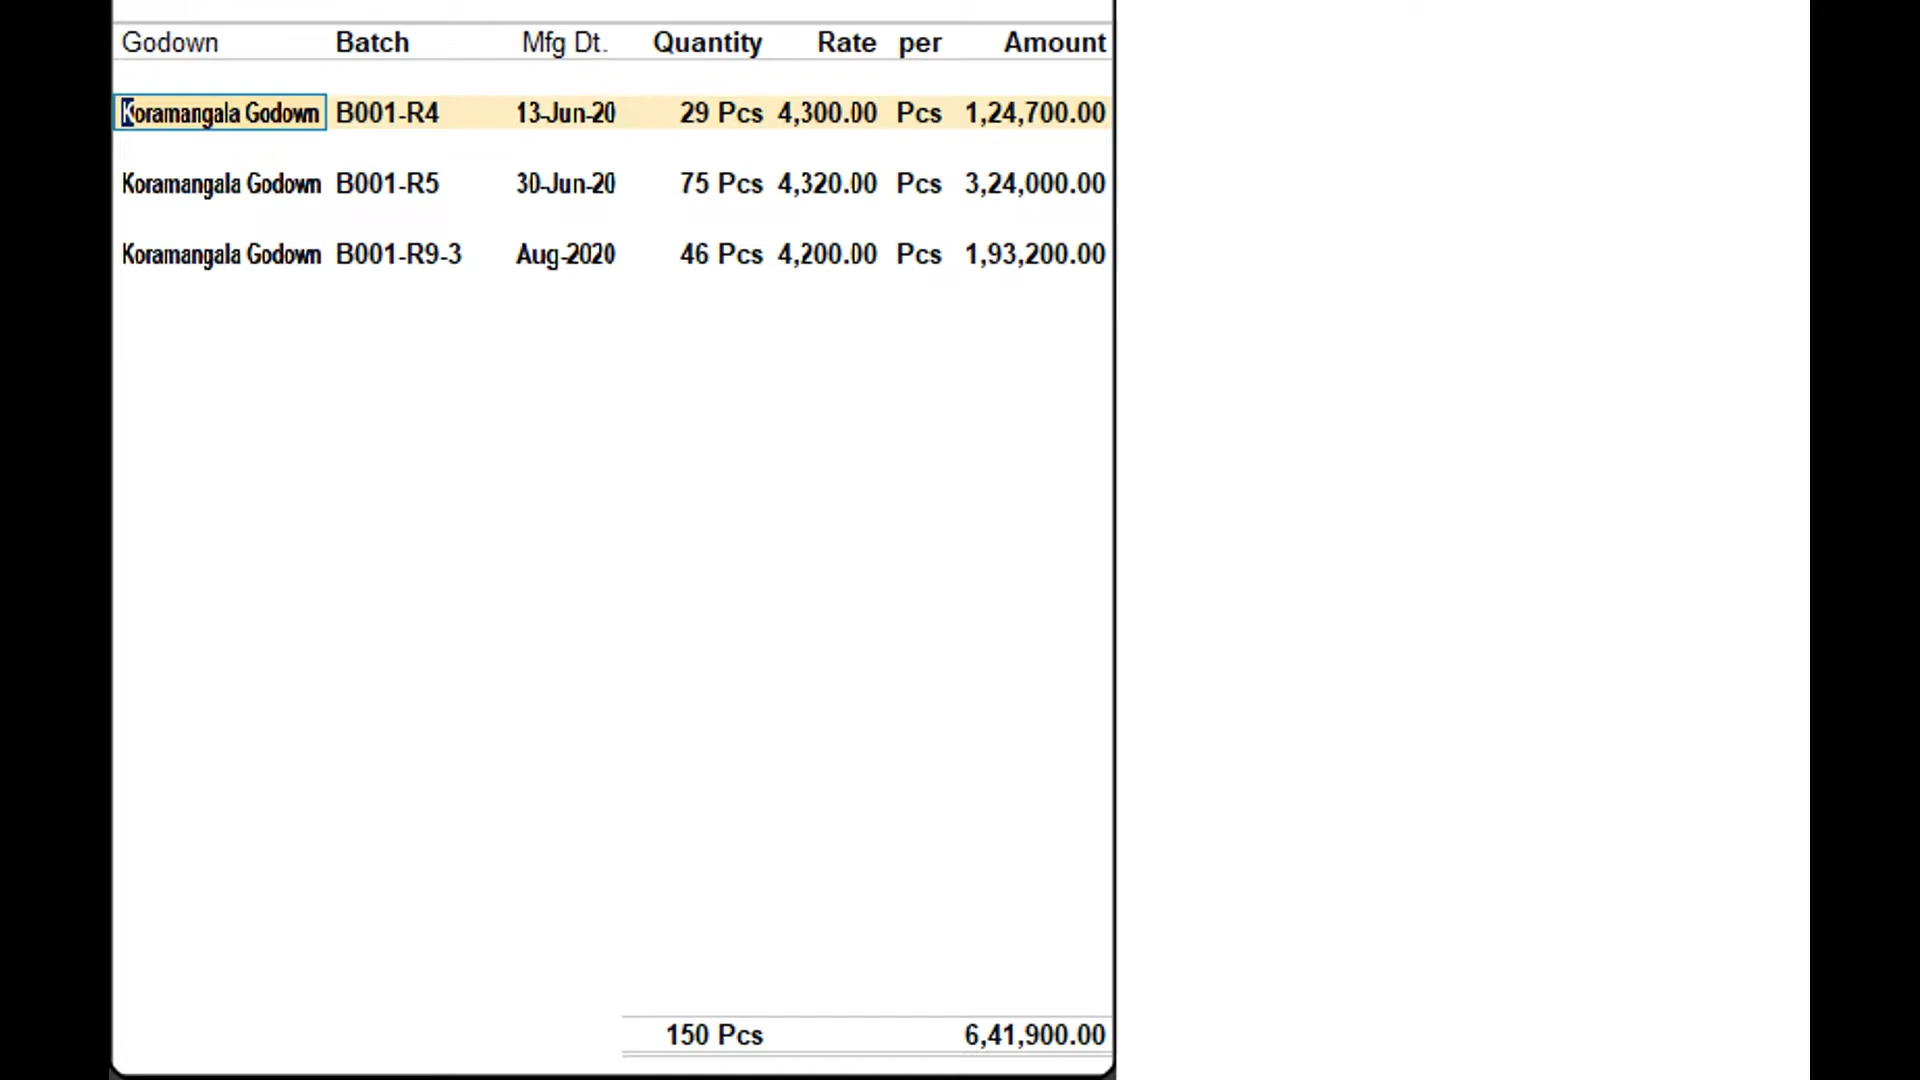 Godown Batch Mfg Dt. Quantity Rate per Amount
Koramangala Godown B001-R4 13-Jun-20 29 Pcs 4,300.00 Pcs 1,24,700.00
Koramangala Godown B001-R5 30-Jun-20 75 Pcs 4,320.00 Pcs 3,24,000.00
Koramangala Godown B001-R9-3 Aug-2020 46 Pcs 4,200.00 Pcs 1,93,200.00
150 Pcs 6,41,900.00